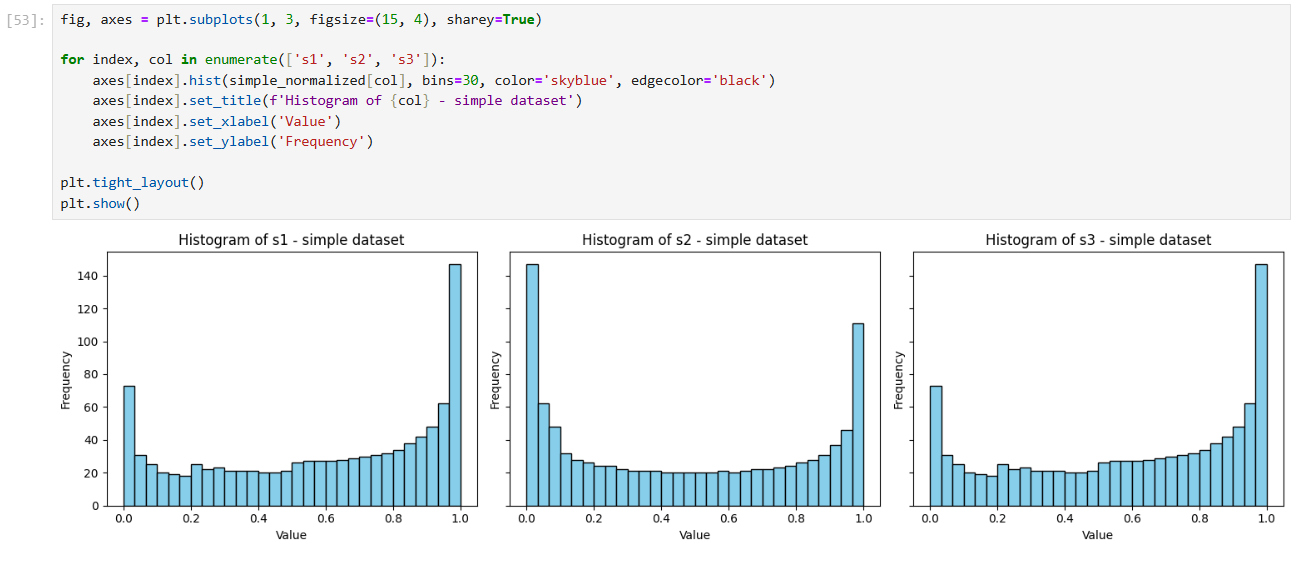 [53]: fig, axes = plt.subplots(1, 3, figsize=(15, 4), sharey=True)
for index, col in enumerate(['s1', 's2', 's3']):
    axes[index].hist(simple_normalized[col], bins=30, color='skyblue', edgecolor='black')
    axes[index].set_title(f'Histogram of {col} - simple dataset')
    axes[index].set_xlabel('Value')
    axes[index].set_ylabel('Frequency')
plt.tight_layout()
plt.show()
Histogram of s1 - simple dataset
140
120
100
80
60
40
20
0
Frequency
0.0 0.2 0.4 0.6 0.8 1.0
Value
Histogram of s2 - simple dataset
Frequency
0.0 0.2 0.4 0.6 0.8 1.0
Value
Histogram of s3 - simple dataset
Frequency
0.0 0.2 0.4 0.6 0.8 1.0
Value